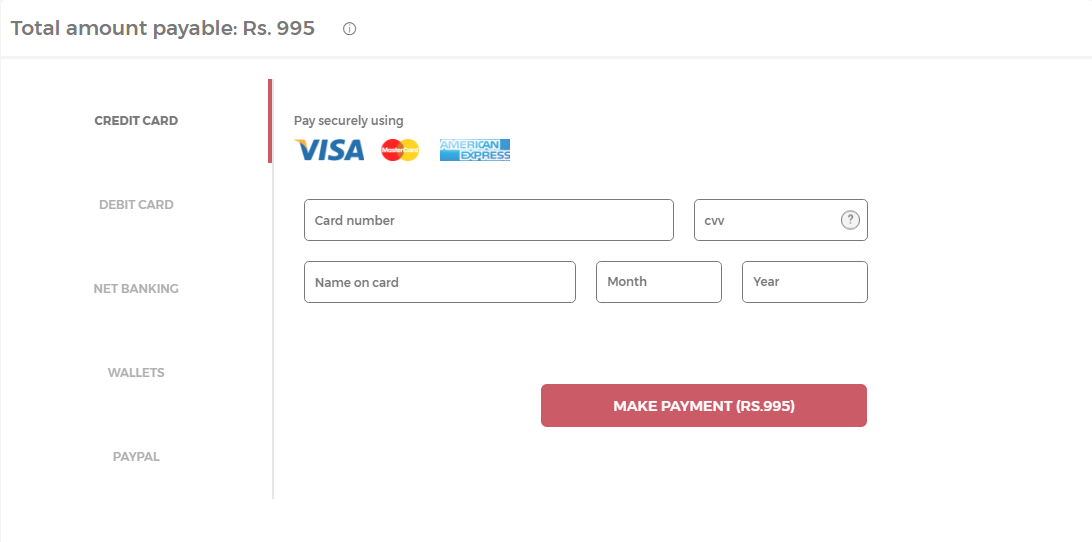 Total amount payable: Rs. 995
CREDIT CARD
DEBIT CARD
NET BANKING
WALLETS
PAYPAL
Pay securely using
VISA MasterCard AMERICAN EXPRESS
Card number
cvv ?
Name on card
Month
Year
MAKE PAYMENT (RS.995)